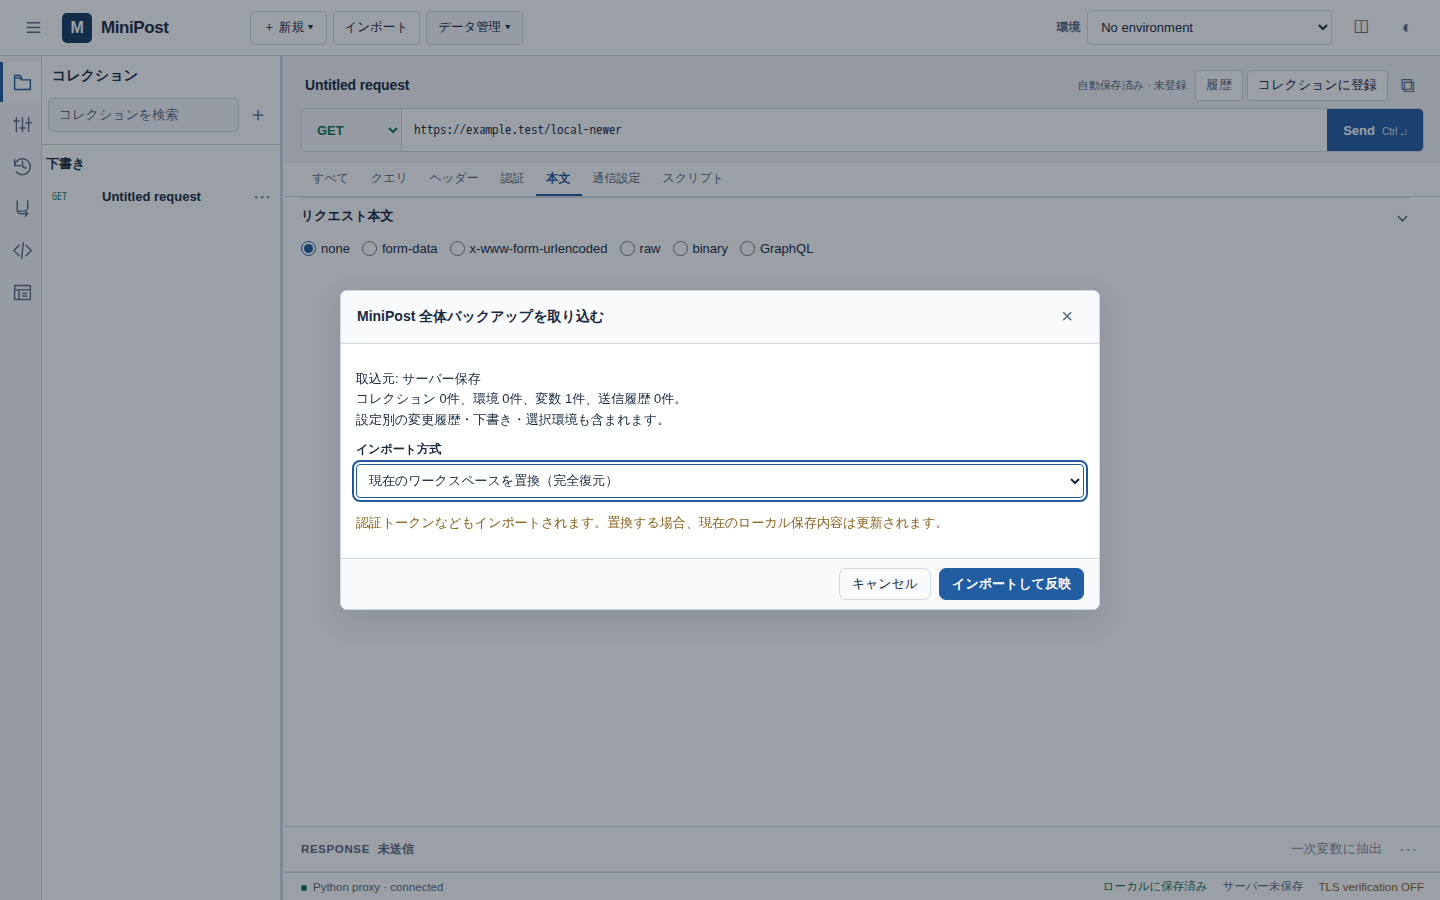 M MiniPost ＋ 新規 ▾ インポート データ管理 ▾ 環境 No environment
コレクション
コレクションを検索 ＋
下書き
GET Untitled request ···
Untitled request 自動保存済み · 未登録 履歴 コレクションに登録
GET https://example.test/local-newer Send Ctrl ↵
すべて クエリ ヘッダー 認証 本文 通信設定 スクリプト
リクエスト本文
none form-data x-www-form-urlencoded raw binary GraphQL
MiniPost 全体バックアップを取り込む ×
取込元: サーバー保存
コレクション 0件、環境 0件、変数 1件、送信履歴 0件。
設定別の変更履歴・下書き・選択環境も含まれます。
インポート方式
現在のワークスペースを置換（完全復元）
認証トークンなどもインポートされます。置換する場合、現在のローカル保存内容は更新されます。
キャンセル インポートして反映
RESPONSE 未送信 一次変数に抽出 ···
Python proxy · connected ローカルに保存済み サーバー未保存 TLS verification OFF